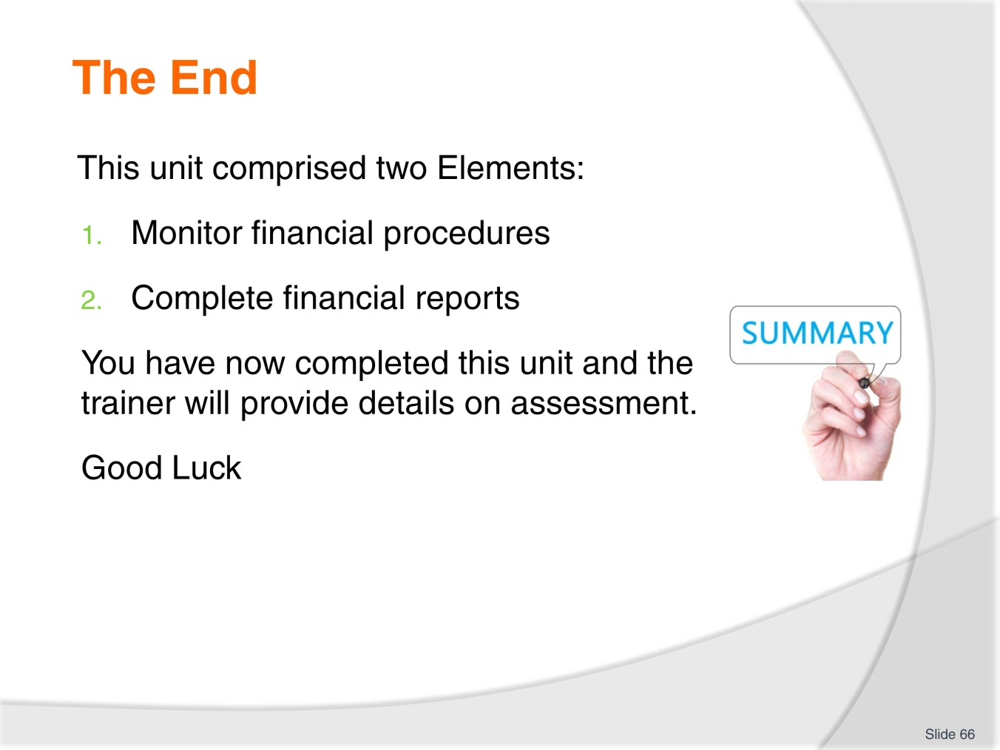 The End
This unit comprised two Elements:
1. Monitor financial procedures
2. Complete financial reports
You have now completed this unit and the
trainer will provide details on assessment.
Good Luck
SUMMARY
Slide 66